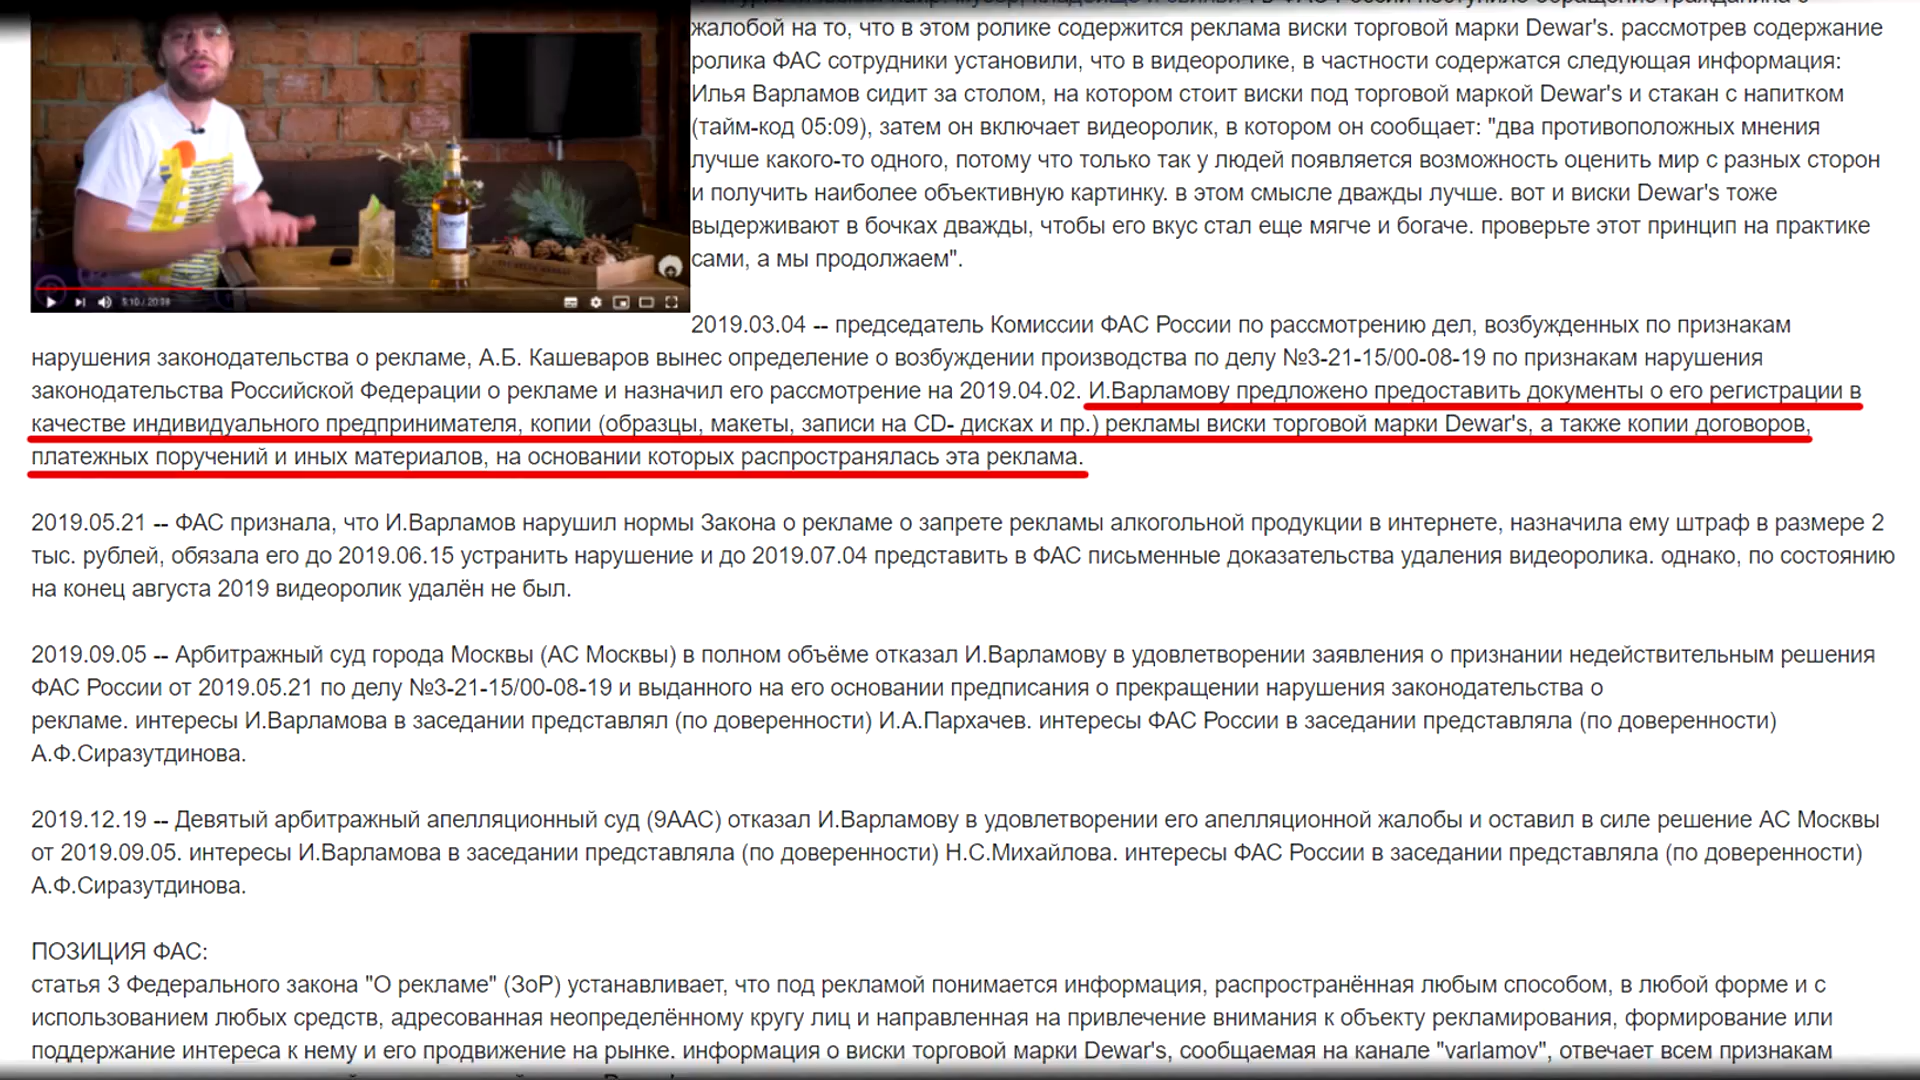 жалобой на то, что в этом ролике содержится реклама виски торговой марки Dewar's. рассмотрев содержание
ролика ФАС сотрудники установили, что в видеоролике, в частности содержатся следующая информация:
Илья Варламов сидит за столом, на котором стоит виски под торговой маркой Dewar's и стакан с напитком
(тайм-код 05:09), затем он включает видеоролик, в котором он сообщает: "два противоположных мнения
лучше какого-то одного, потому что только так у людей появляется возможность оценить мир с разных сторон
и получить наиболее объективную картинку. в этом смысле дважды лучше. вот и виски Dewar's тоже
выдерживают в бочках дважды, чтобы его вкус стал еще мягче и богаче. проверьте этот принцип на практике
сами, а мы продолжаем".
5:10 / 20:38
2019.03.04 -- председатель Комиссии ФАС России по рассмотрению дел, возбужденных по признакам
нарушения законодательства о рекламе, А.Б. Кашеваров вынес определение о возбуждении производства по делу №3-21-15/00-08-19 по признакам нарушения
законодательства Российской Федерации о рекламе и назначил его рассмотрение на 2019.04.02. И.Варламову предложено предоставить документы о его регистрации в
качестве индивидуального предпринимателя, копии (образцы, макеты, записи на CD- дисках и пр.) рекламы виски торговой марки Dewar's, а также копии договоров,
платежных поручений и иных материалов, на основании которых распространялась эта реклама.
2019.05.21 -- ФАС признала, что И.Варламов нарушил нормы Закона о рекламе о запрете рекламы алкогольной продукции в интернете, назначила ему штраф в размере 2
тыс. рублей, обязала его до 2019.06.15 устранить нарушение и до 2019.07.04 представить в ФАС письменные доказательства удаления видеоролика. однако, по состоянию
на конец августа 2019 видеоролик удалён не был.
2019.09.05 -- Арбитражный суд города Москвы (АС Москвы) в полном объёме отказал И.Варламову в удовлетворении заявления о признании недействительным решения
ФАС России от 2019.05.21 по делу №3-21-15/00-08-19 и выданного на его основании предписания о прекращении нарушения законодательства о
рекламе. интересы И.Варламова в заседании представлял (по доверенности) И.А.Пархачев. интересы ФАС России в заседании представляла (по доверенности)
А.Ф.Сиразутдинова.
2019.12.19 -- Девятый арбитражный апелляционный суд (9ААС) отказал И.Варламову в удовлетворении его апелляционной жалобы и оставил в силе решение АС Москвы
от 2019.09.05. интересы И.Варламова в заседании представляла (по доверенности) Н.С.Михайлова. интересы ФАС России в заседании представляла (по доверенности)
А.Ф.Сиразутдинова.
ПОЗИЦИЯ ФАС:
статья 3 Федерального закона "О рекламе" (ЗоР) устанавливает, что под рекламой понимается информация, распространённая любым способом, в любой форме и с
использованием любых средств, адресованная неопределённому кругу лиц и направленная на привлечение внимания к объекту рекламирования, формирование или
поддержание интереса к нему и его продвижение на рынке. информация о виски торговой марки Dewar's, сообщаемая на канале "varlamov", отвечает всем признакам